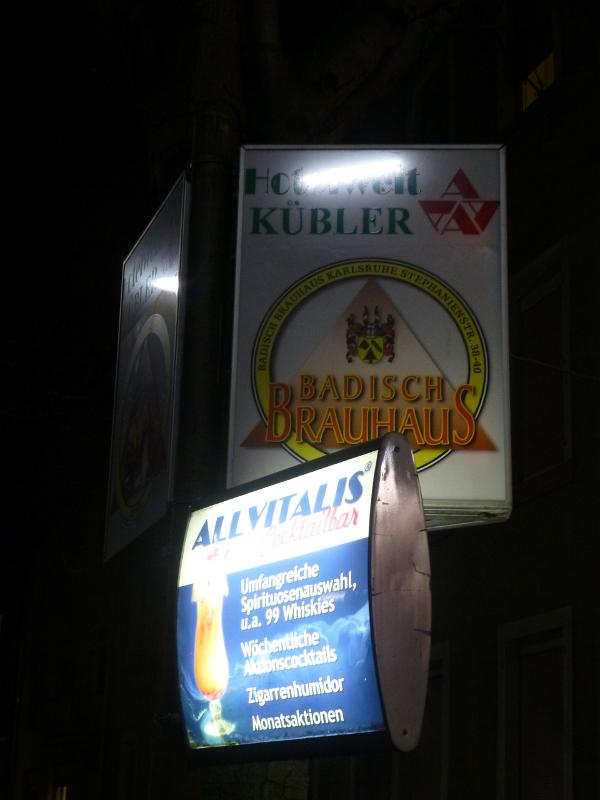 Hotelwelt
KÜBLER
BADISCH BRAUHAUS KARLSRUHE STEPHANIENSTR. 38-40
BADISCH
BRAUHAUS
ALLVITALIS®
Cocktailbar
Umfangreiche
Spirituosenauswahl,
u.a. 99 Whiskies
Wöchentliche
Aktionscocktails
Zigarrenhumidor
Monatsaktionen